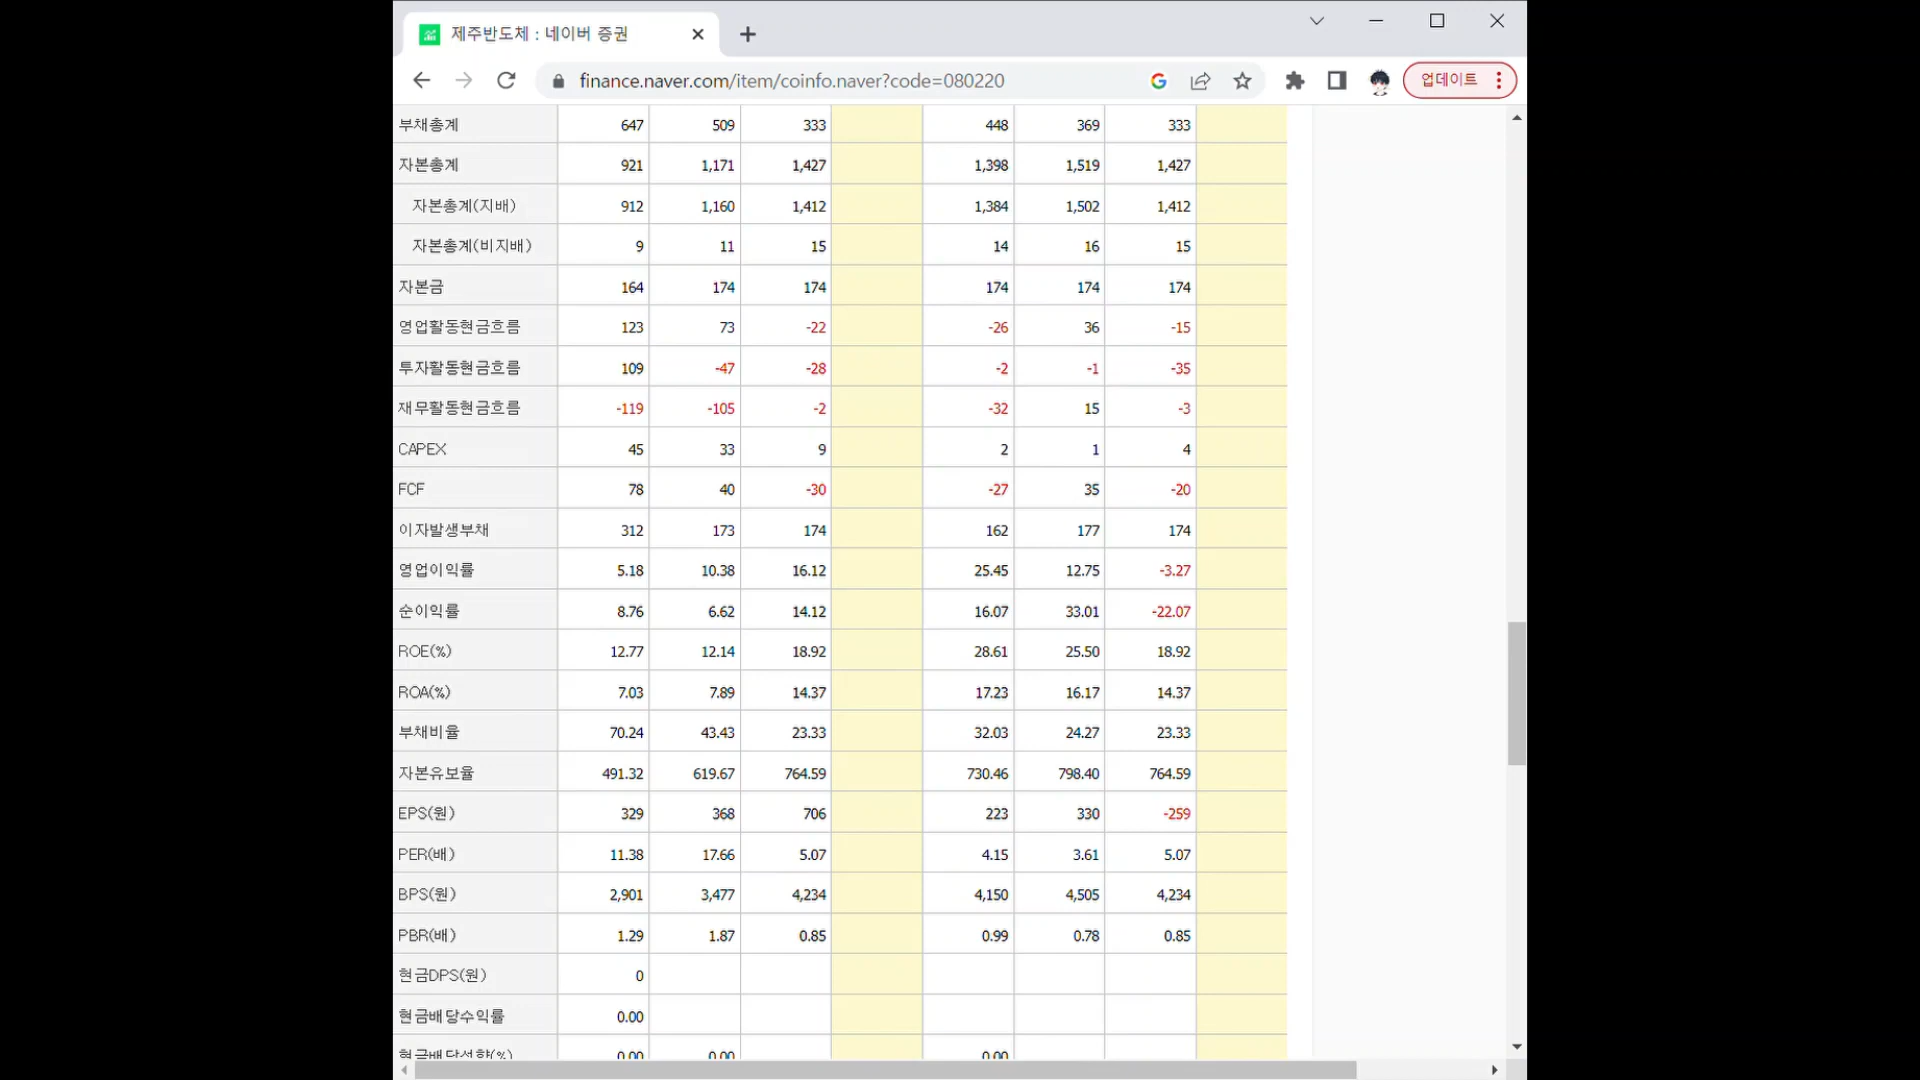 제주반도체 : 네이버 증권
finance.naver.com/item/coinfo.naver?code=080220
업데이트
부채총계 647 509 333 448 369 333
자본총계 921 1,171 1,427 1,398 1,519 1,427
자본총계(지배) 912 1,160 1,412 1,384 1,502 1,412
자본총계(비지배) 9 11 15 14 16 15
자본금 164 174 174 174 174 174
영업활동현금흐름 123 73 -22 -26 36 -15
투자활동현금흐름 109 -47 -28 -2 -1 -35
재무활동현금흐름 -119 -105 -2 -32 15 -3
CAPEX 45 33 9 2 1 4
FCF 78 40 -30 -27 35 -20
이자발생부채 312 173 174 162 177 174
영업이익률 5.18 10.38 16.12 25.45 12.75 -3.27
순이익률 8.76 6.62 14.12 16.07 33.01 -22.07
ROE(%) 12.77 12.14 18.92 28.61 25.50 18.92
ROA(%) 7.03 7.89 14.37 17.23 16.17 14.37
부채비율 70.24 43.43 23.33 32.03 24.27 23.33
자본유보율 491.32 619.67 764.59 730.46 798.40 764.59
EPS(원) 329 368 706 223 330 -259
PER(배) 11.38 17.66 5.07 4.15 3.61 5.07
BPS(원) 2,901 3,477 4,234 4,150 4,505 4,234
PBR(배) 1.29 1.87 0.85 0.99 0.78 0.85
현금DPS(원) 0
현금배당수익률 0.00
현금배당성향(%) 0.00 0.00 0.00